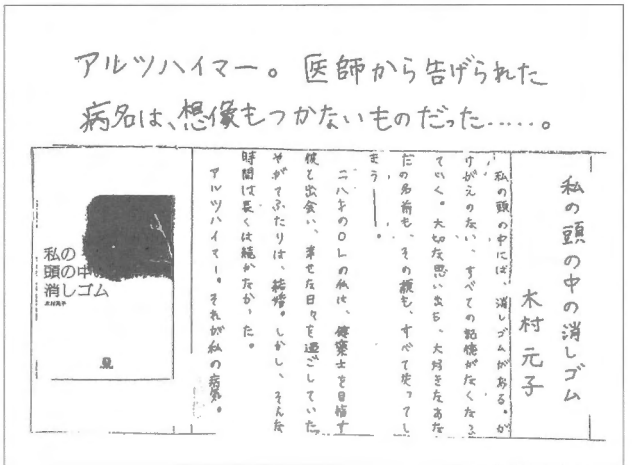 アルツハイマー。医師から告げられた
病名は、想像もつかないものだった……。
私の頭の中の消しゴム
木村元子
私の頭の中には、消しゴムがある。か
けがえのない、すべての記憶がなくなっ
ていく。大切な思い出も、大好きなあな
たの名前も、その顔も、すべて失ってし
まう――。
二八才のOLの私は、建築士を目指す
彼と出会い、幸せな日々を過ごしていた。
やがてふたりは、結婚。しかし、そんな
時間は長くは続かなかった。
アルツハイマー。それが私の病気。
私の
頭の中の
消しゴム